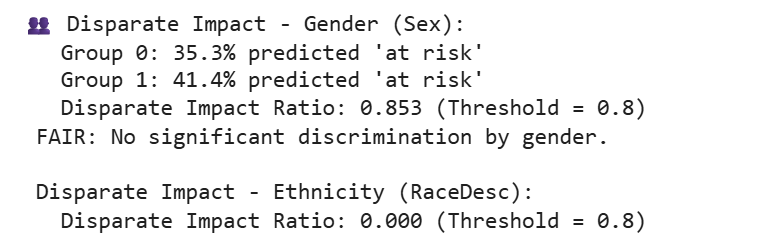 👥 Disparate Impact - Gender (Sex):
Group 0: 35.3% predicted 'at risk'
Group 1: 41.4% predicted 'at risk'
Disparate Impact Ratio: 0.853 (Threshold = 0.8)
FAIR: No significant discrimination by gender.
Disparate Impact - Ethnicity (RaceDesc):
Disparate Impact Ratio: 0.000 (Threshold = 0.8)